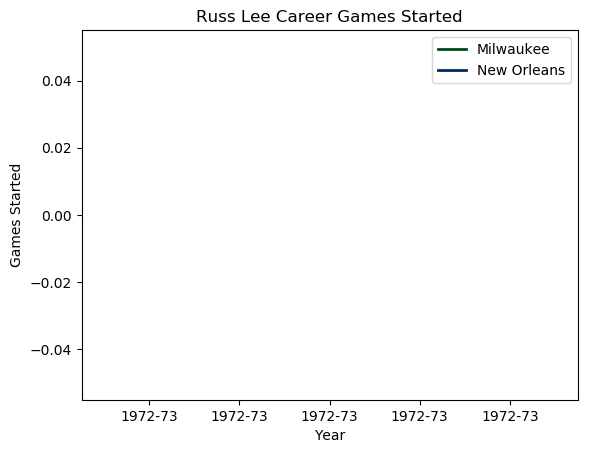 Russ Lee Career Games Started
Milwaukee
New Orleans
0.04
0.02
0.00
−0.02
−0.04
Games Started
1972-73 1972-73 1972-73 1972-73 1972-73
Year